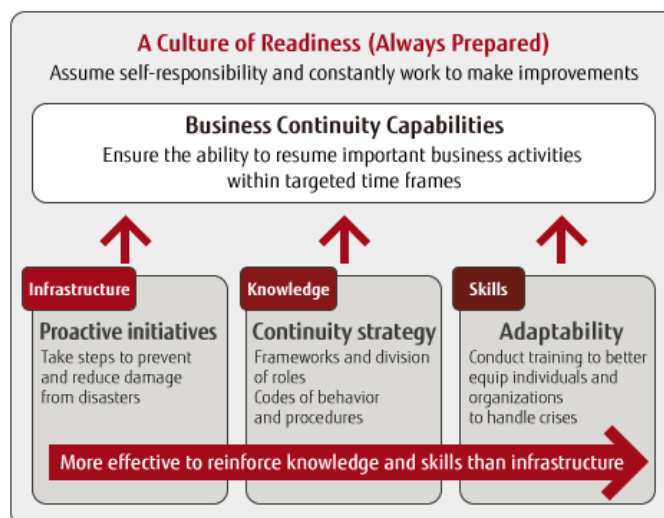 A Culture of Readiness (Always Prepared)
Assume self-responsibility and constantly work to make improvements
Business Continuity Capabilities
Ensure the ability to resume important business activities
within targeted time frames
Infrastructure
Proactive initiatives
Take steps to prevent
and reduce damage
from disasters
Knowledge
Continuity strategy
Frameworks and division
of roles
Codes of behavior
and procedures
Skills
Adaptability
Conduct training to better
equip individuals and
organizations
to handle crises
More effective to reinforce knowledge and skills than infrastructure